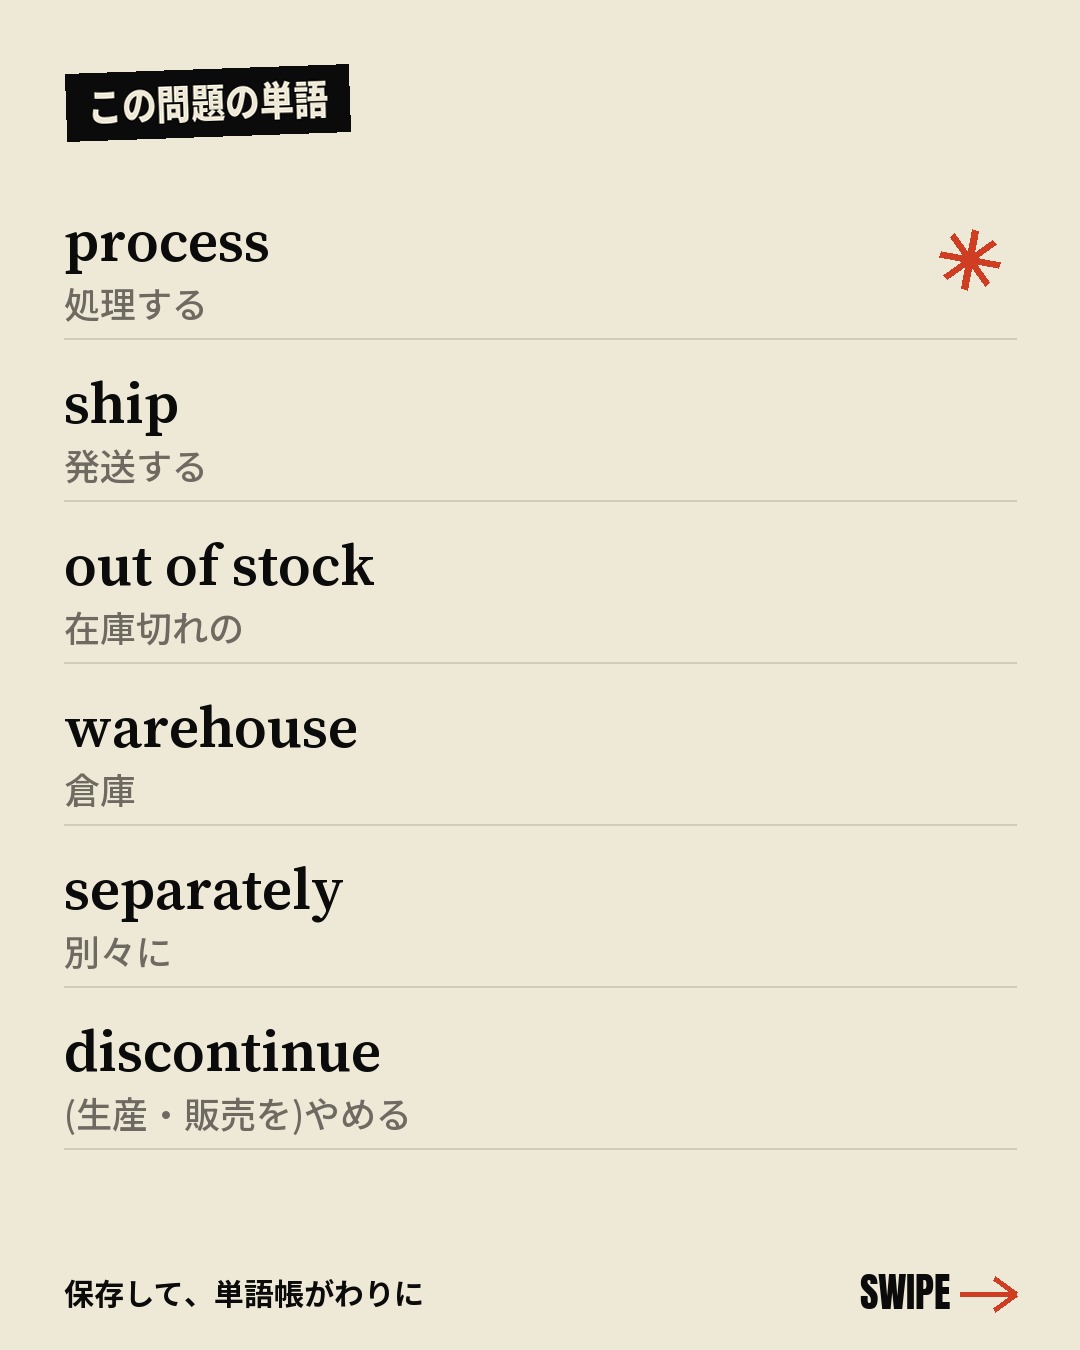 この問題の単語
process
処理する
ship
発送する
out of stock
在庫切れの
warehouse
倉庫
separately
別々に
discontinue
(生産・販売を)やめる
保存して、単語帳がわりに
SWIPE